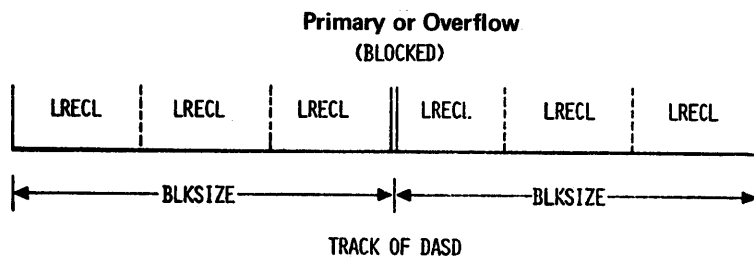 Primary or Overflow
(BLOCKED)
LRECL LRECL LRECL LRECL LRECL LRECL
BLKSIZE BLKSIZE
TRACK OF DASD